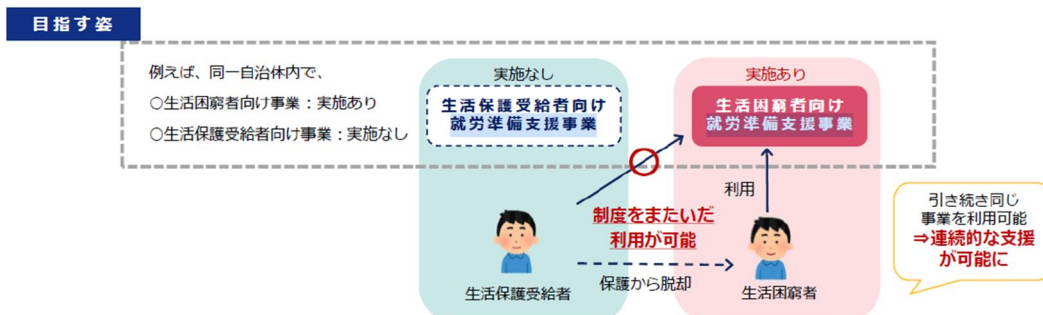 目指す姿
例えば、同一自治体内で、
○生活困窮者向け事業：実施あり
○生活保護受給者向け事業：実施なし
実施なし
生活保護受給者向け
就労準備支援事業
実施あり
生活困窮者向け
就労準備支援事業
利用
制度をまたいだ
利用が可能
保護から脱却
生活保護受給者
生活困窮者
引き続き同じ
事業を利用可能
⇒連続的な支援
が可能に